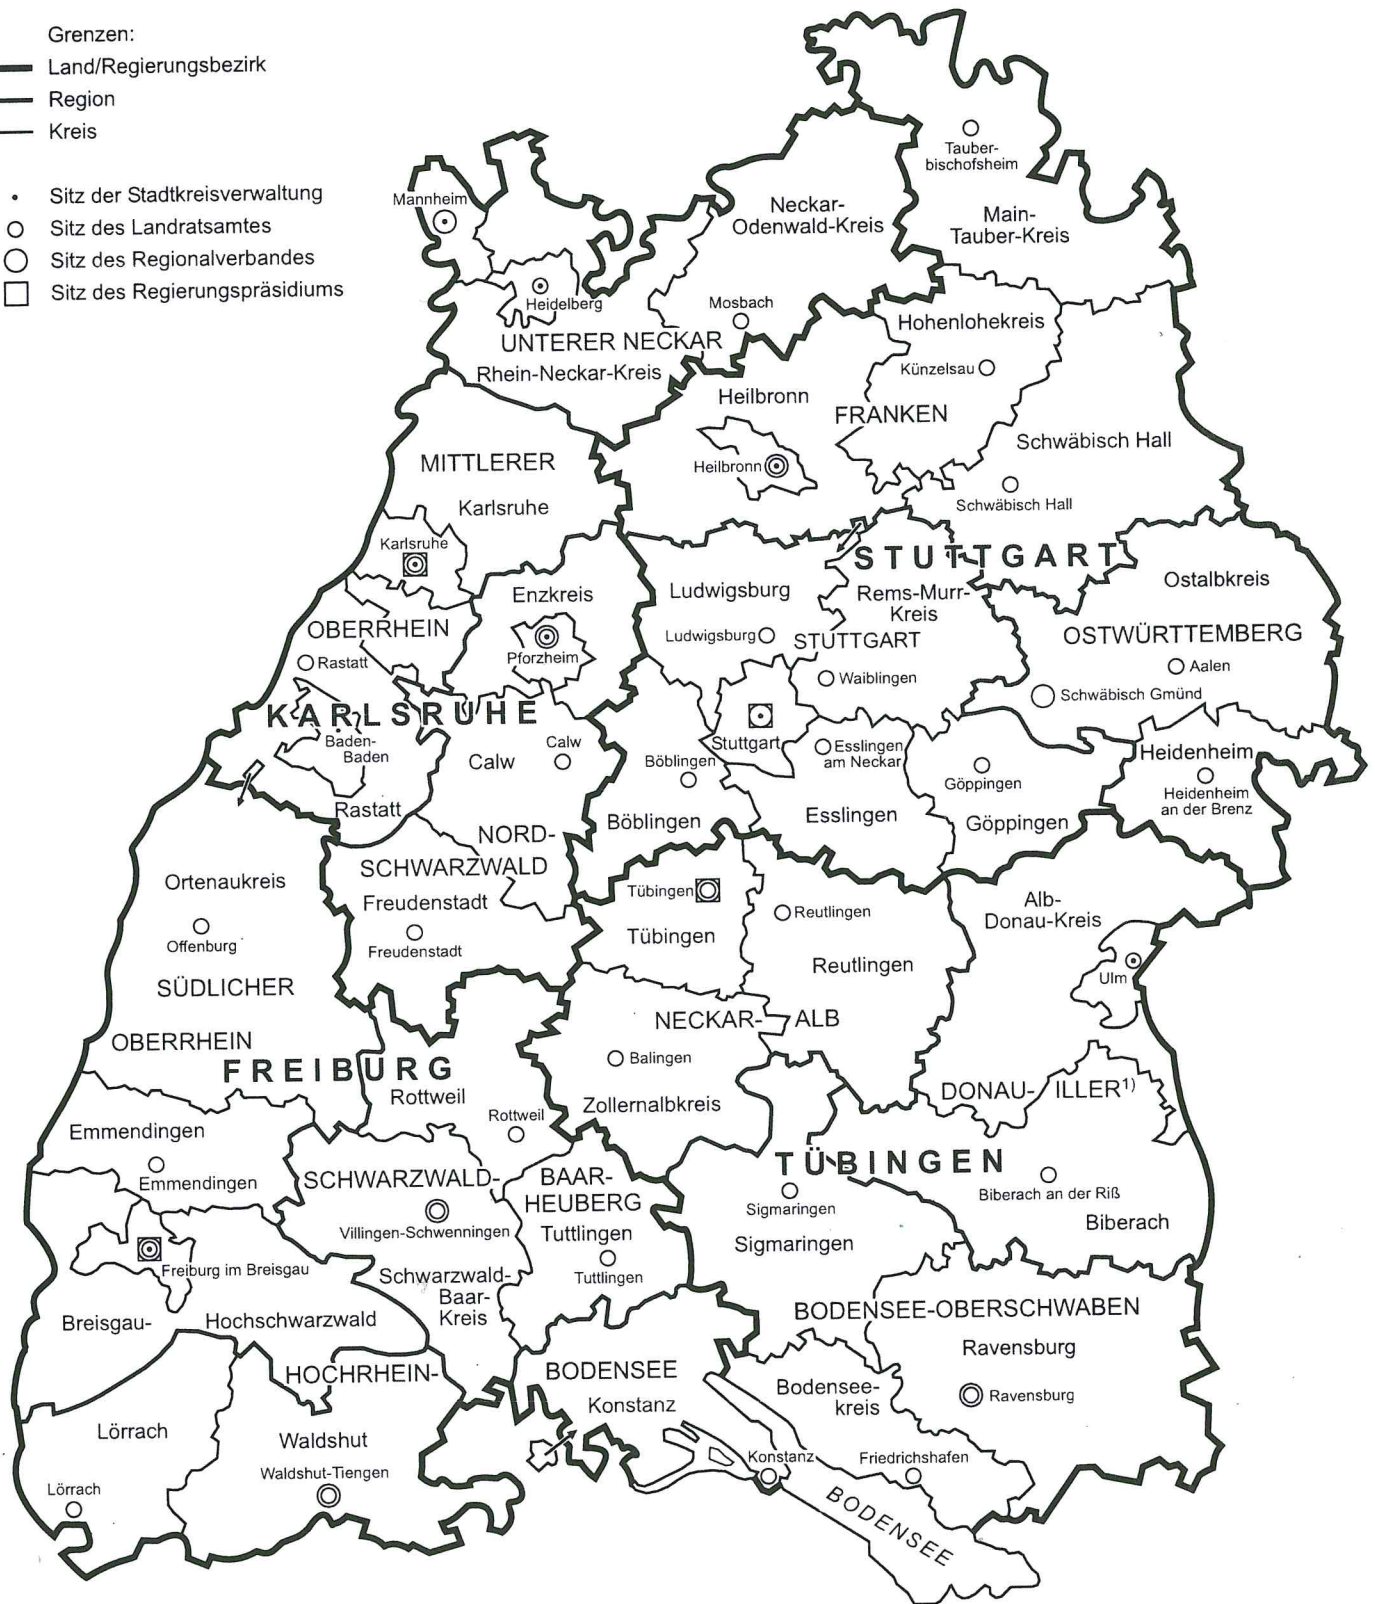 Grenzen:
Land/Regierungsbezirk
Region
Kreis
Sitz der Stadtkreisverwaltung
Sitz des Landratsamtes
Sitz des Regionalverbandes
Sitz des Regierungspräsidiums
Tauber-
bischofsheim
Main-
Tauber-Kreis
Neckar-
Odenwald-Kreis
Mannheim
Heidelberg
Mosbach
UNTERER NECKAR
Rhein-Neckar-Kreis
Hohenlohekreis
Künzelsau
Heilbronn
FRANKEN
Schwäbisch Hall
Heilbronn
Schwäbisch Hall
MITTLERER
Karlsruhe
Karlsruhe
STUTTGART
Ostalbkreis
Enzkreis
Ludwigsburg
Rems-Murr-
Kreis
OBERRHEIN
Ludwigsburg
STUTTGART
OSTWÜRTTEMBERG
Rastatt
Pforzheim
Waiblingen
Aalen
Schwäbisch Gmünd
KARLSRUHE
Baden-
Baden
Calw
Calw
Stuttgart
Böblingen
Esslingen
am Neckar
Göppingen
Heidenheim
Heidenheim
an der Brenz
Rastatt
Böblingen
Esslingen
Göppingen
NORD-
SCHWARZWALD
Ortenaukreis
Freudenstadt
Tübingen
Reutlingen
Alb-
Donau-Kreis
Offenburg
Freudenstadt
Tübingen
Reutlingen
Ulm
SÜDLICHER
OBERRHEIN
NECKAR-ALB
FREIBURG
Balingen
Rottweil
Zollernalbkreis
DONAU-ILLER1)
Rottweil
Emmendingen
Emmendingen
SCHWARZWALD-
BAAR-
HEUBERG
TÜBINGEN
Sigmaringen
Biberach an der Riß
Villingen-Schwenningen
Tuttlingen
Sigmaringen
Biberach
Freiburg im Breisgau
Schwarzwald-
Baar-
Kreis
Tuttlingen
Breisgau-
Hochschwarzwald
BODENSEE-OBERSCHWABEN
Ravensburg
HOCHRHEIN-
BODENSEE
Konstanz
Bodensee-
kreis
Ravensburg
Lörrach
Waldshut
Waldshut-Tiengen
Konstanz
Friedrichshafen
Lörrach
BODENSEE